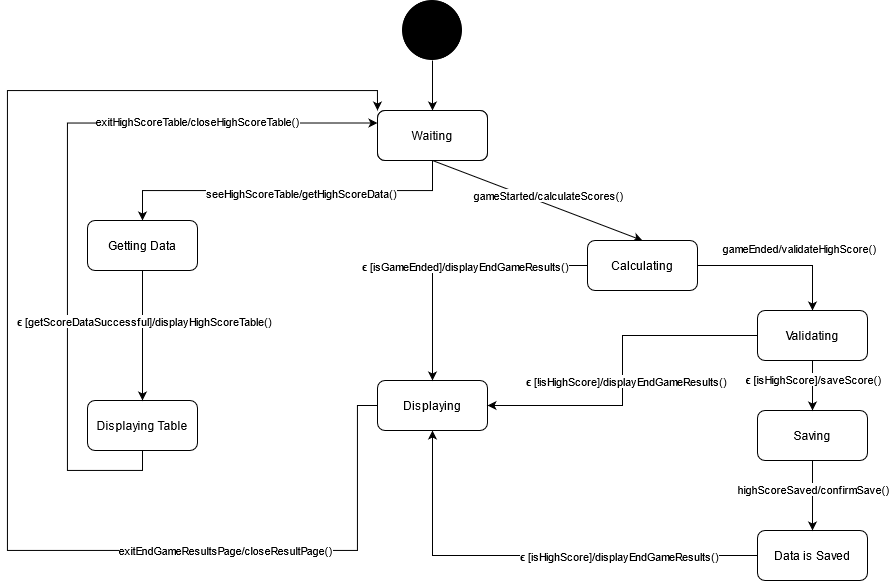 exitHighScoreTable/closeHighScoreTable()
Waiting
seeHighScoreTable/getHighScoreData()
gameStarted/calculateScores()
Getting Data
gameEnded/validateHighScore()
ϵ [isGameEnded]/displayEndGameResults()
Calculating
ϵ [getScoreDataSuccessful]/displayHighScoreTable()
Validating
ϵ [!isHighScore]/displayEndGameResults()
ϵ [isHighScore]/saveScore()
Displaying
Displaying Table
Saving
highScoreSaved/confirmSave()
exitEndGameResultsPage/closeResultPage()
ϵ [isHighScore]/displayEndGameResults()
Data is Saved